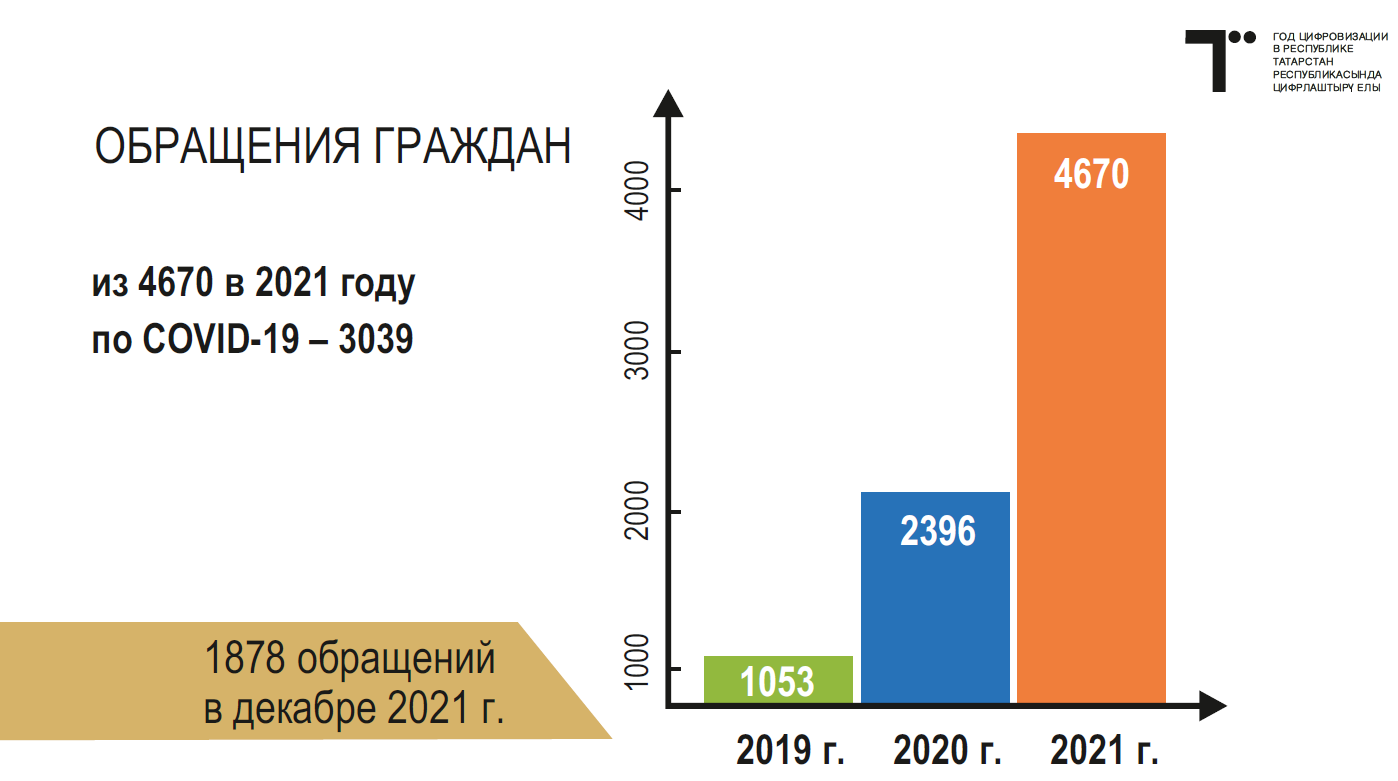 ГОД ЦИФРОВИЗАЦИИ
В РЕСПУБЛИКЕ
ТАТАРСТАН
РЕСПУБЛИКАСЫНДА
ЦИФРЛАШТЫРУ ЕЛЫ
ОБРАЩЕНИЯ ГРАЖДАН
из 4670 в 2021 году
по COVID-19 – 3039
1878 обращений
в декабре 2021 г.
4000
3000
2000
1000
1053
2396
4670
2019 г.
2020 г.
2021 г.